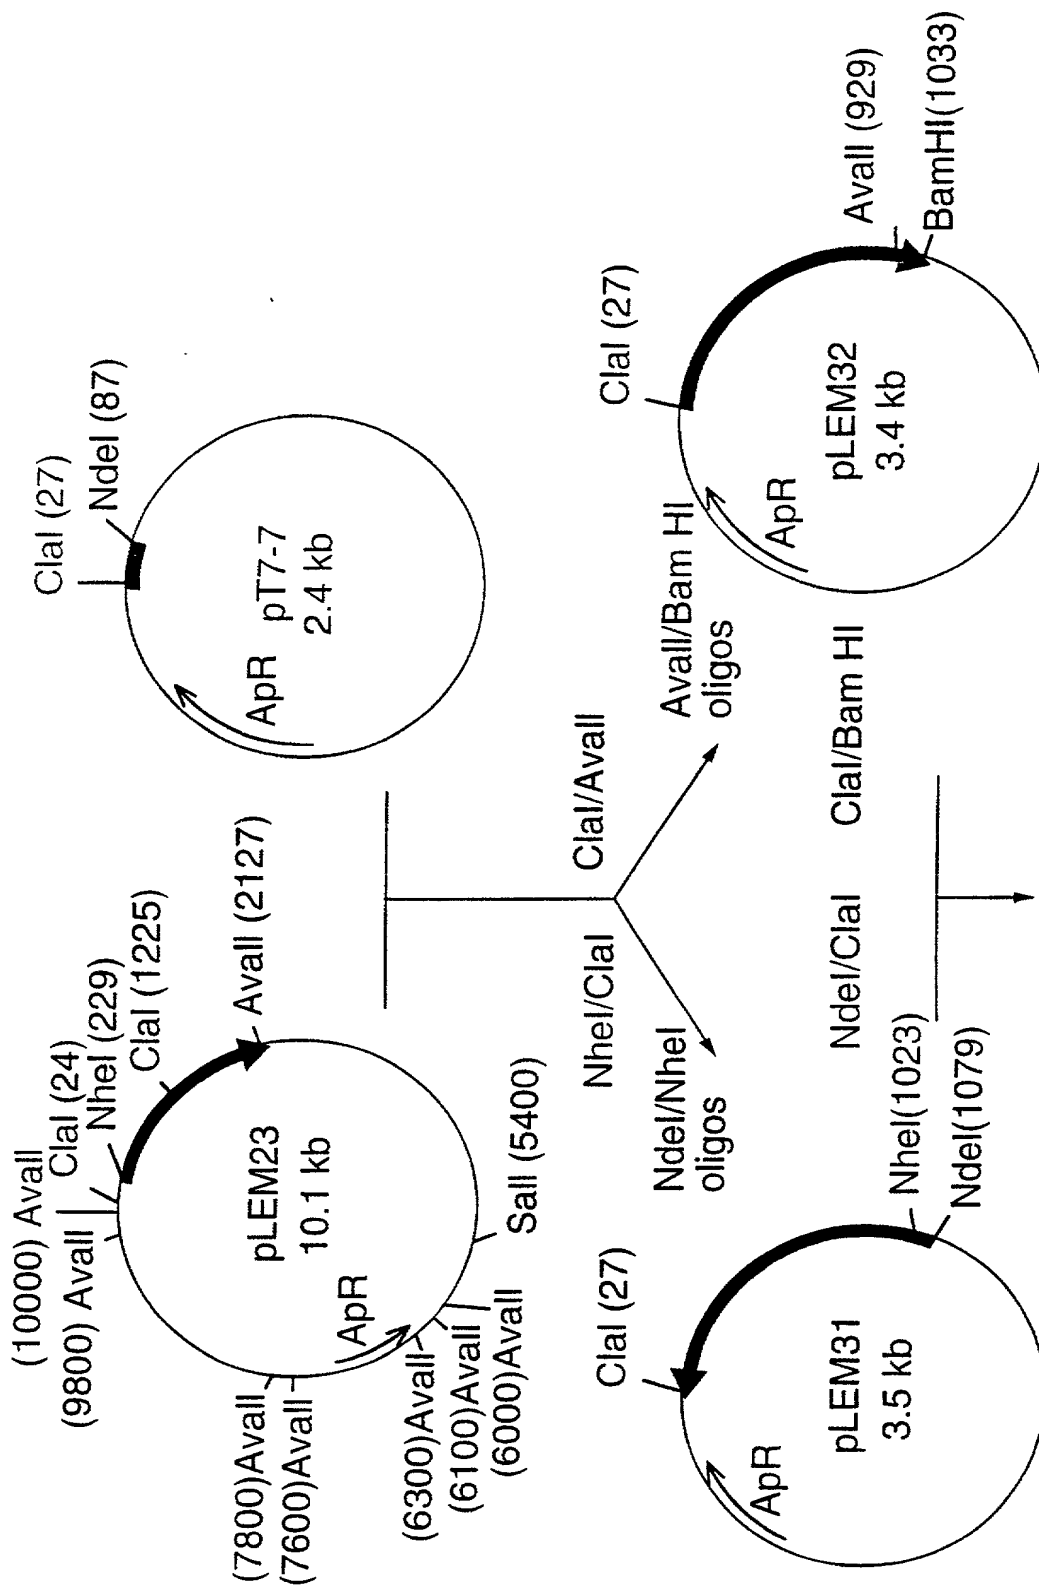 (10000) AvaII
(9800) AvaII
ClaI (24)
NheI (229)
ClaI (1225)
AvaII (2127)
(7800)AvaII
(7600)AvaII
pLEM23
10.1 kb
ApR
(6300)AvaII
(6100)AvaII
(6000)AvaII
SalI (5400)
ClaI (27)
NdeI (87)
pT7-7
2.4 kb
ApR
NheI/ClaI
ClaI/AvaII
NdeI/NheI
oligos
AvaII/Bam HI
oligos
ClaI (27)
ApR
pLEM31
3.5 kb
NheI(1023)
NdeI(1079)
NdeI/ClaI
ClaI/Bam HI
ClaI (27)
ApR
pLEM32
3.4 kb
AvaII (929)
BamHI(1033)